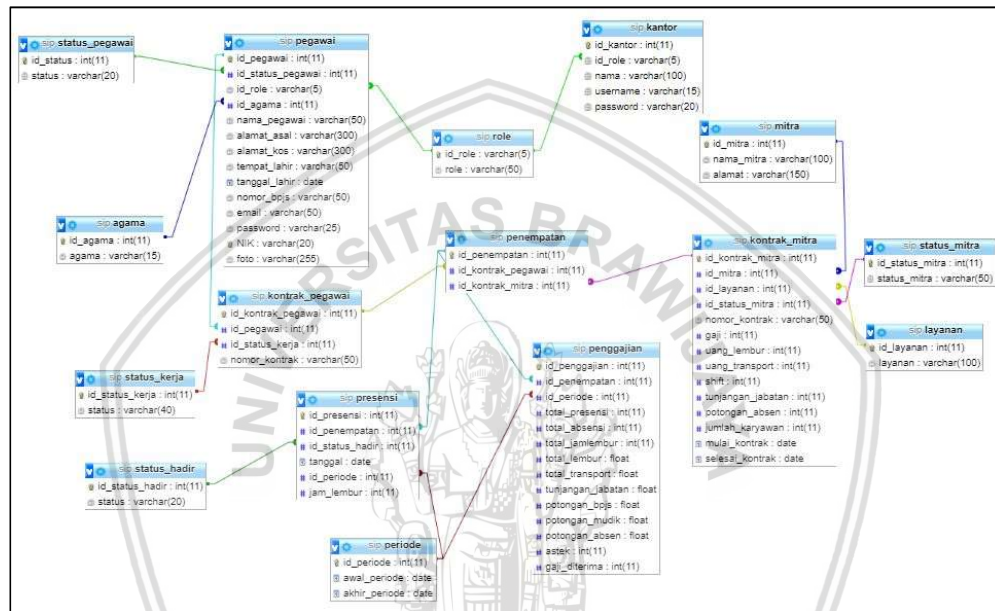 sip status_pegawai
id_status : int(11)
status : varchar(20)
sip pegawai
id_pegawai : int(11)
id_status_pegawai : int(11)
id_role : varchar(5)
id_agama : int(11)
nama_pegawai : varchar(50)
alamat_asal : varchar(300)
alamat_kos : varchar(300)
tempat_lahir : varchar(50)
tanggal_lahir : date
nomor_bpjs : varchar(50)
email : varchar(50)
password : varchar(25)
NIK : varchar(20)
foto : varchar(255)
sip kantor
id_kantor : int(11)
id_role : varchar(5)
nama : varchar(100)
username : varchar(15)
password : varchar(20)
sip role
id_role : varchar(5)
role : varchar(50)
sip mitra
id_mitra : int(11)
nama_mitra : varchar(100)
alamat : varchar(150)
sip agama
id_agama : int(11)
agama : varchar(15)
sip penempatan
id_penempatan : int(11)
id_kontrak_pegawai : int(11)
id_kontrak_mitra : int(11)
sip kontrak_mitra
id_kontrak_mitra : int(11)
id_mitra : int(11)
id_layanan : int(11)
id_status_mitra : int(11)
nomor_kontrak : varchar(50)
gaji : int(11)
uang_lembur : int(11)
uang_transport : int(11)
shift : int(11)
tunjangan_jabatan : int(11)
potongan_absen : int(11)
jumlah_karyawan : int(11)
mulai_kontrak : date
selesai_kontrak : date
sip status_mitra
id_status_mitra : int(11)
status_mitra : varchar(50)
sip layanan
id_layanan : int(11)
layanan : varchar(100)
sip kontrak_pegawai
id_kontrak_pegawai : int(11)
id_pegawai : int(11)
id_status_kerja : int(11)
nomor_kontrak : varchar(50)
sip status_kerja
id_status_kerja : int(11)
status : varchar(40)
sip presensi
id_presensi : int(11)
id_penempatan : int(11)
id_status_hadir : int(11)
tanggal : date
id_periode : int(11)
jam_lembur : int(11)
sip penggajian
id_penggajian : int(11)
id_penempatan : int(11)
id_periode : int(11)
total_presensi : int(11)
total_absensi : int(11)
total_jamlembur : int(11)
total_lembur : float
total_transport : float
tunjangan_jabatan : float
potongan_bpjs : float
potongan_mudik : float
potongan_absen : float
astek : int(11)
gaji_diterima : int(11)
sip status_hadir
id_status_hadir : int(11)
status : varchar(20)
sip periode
id_periode : int(11)
awal_periode : date
akhir_periode : date
UNIVERSITAS BRAWIJAYA